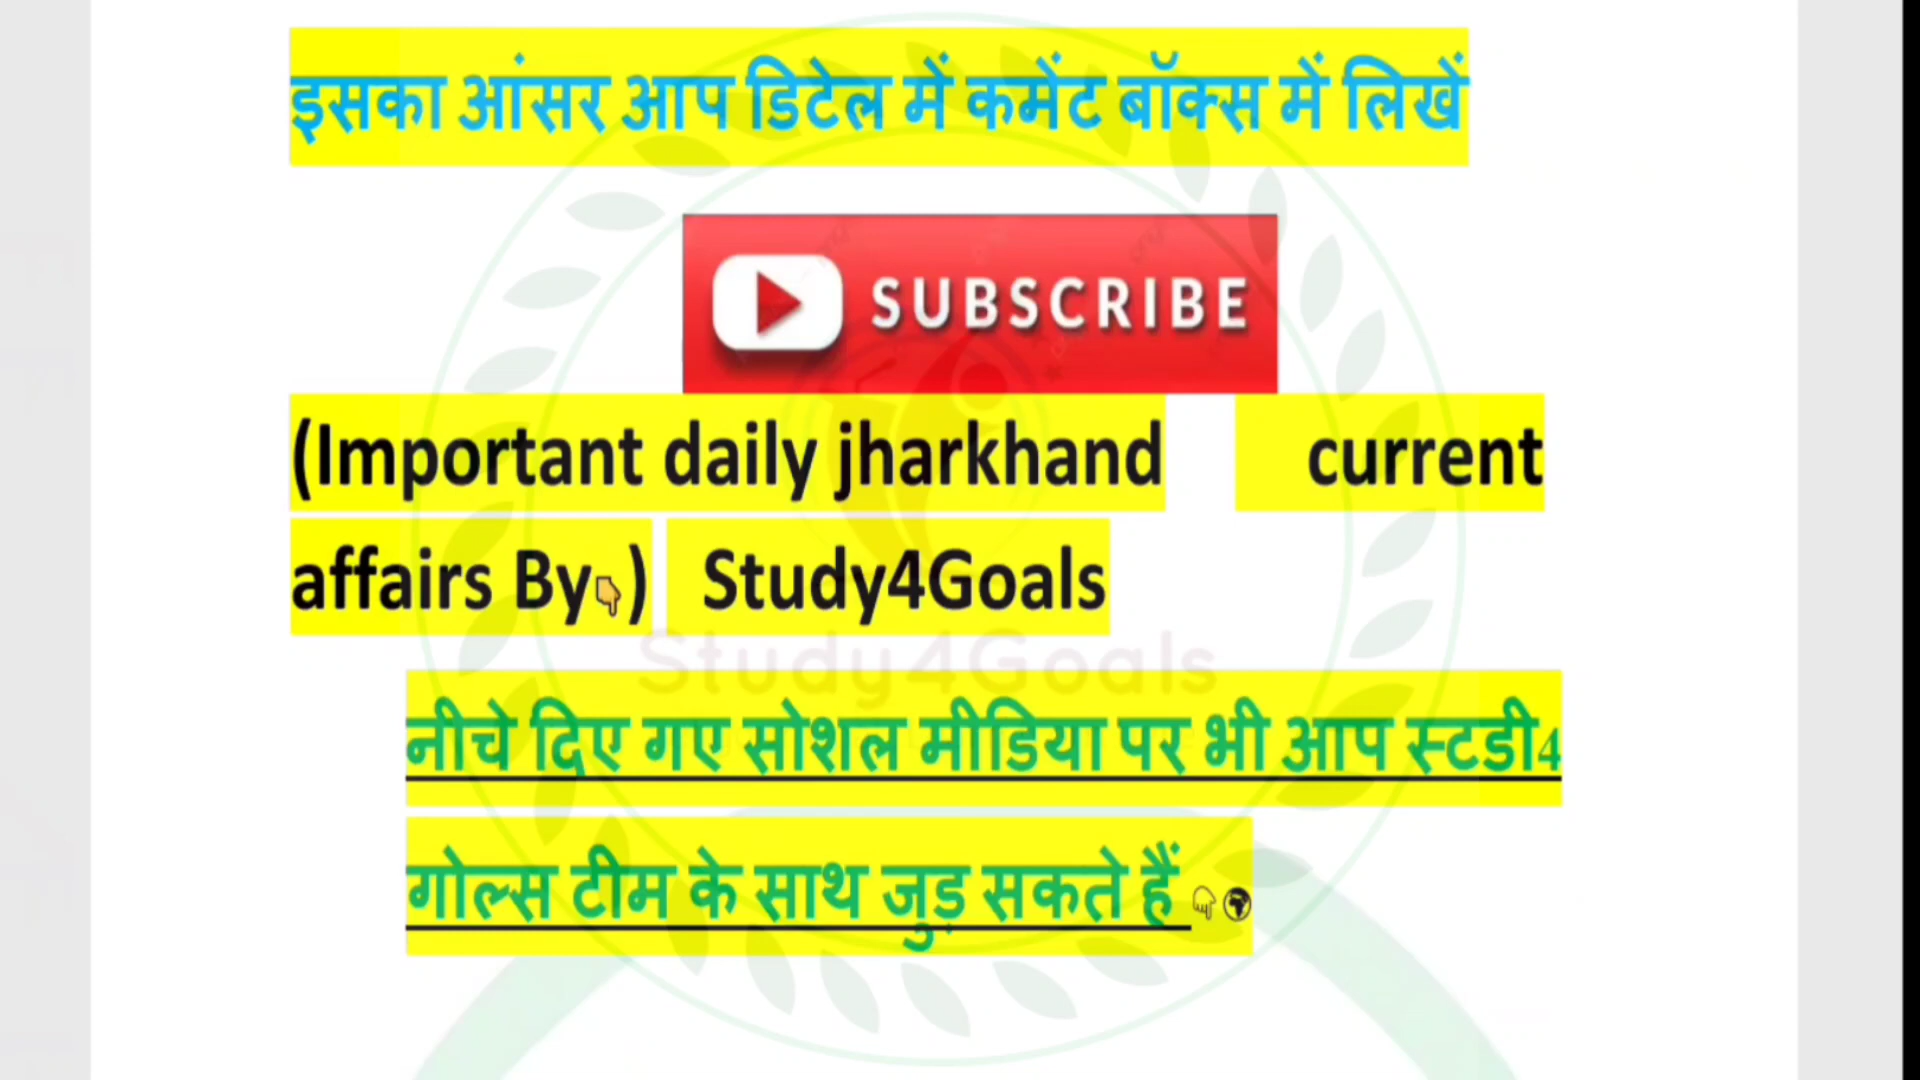 इसका आंसर आप डिटेल में कमेंट बॉक्स में लिखें
SUBSCRIBE
(Important daily jharkhand current
affairs By👇) Study4Goals
Study4Goals
नीचे दिए गए सोशल मीडिया पर भी आप स्टडी4
गोल्स टीम के साथ जुड़ सकते हैं 👇🌍